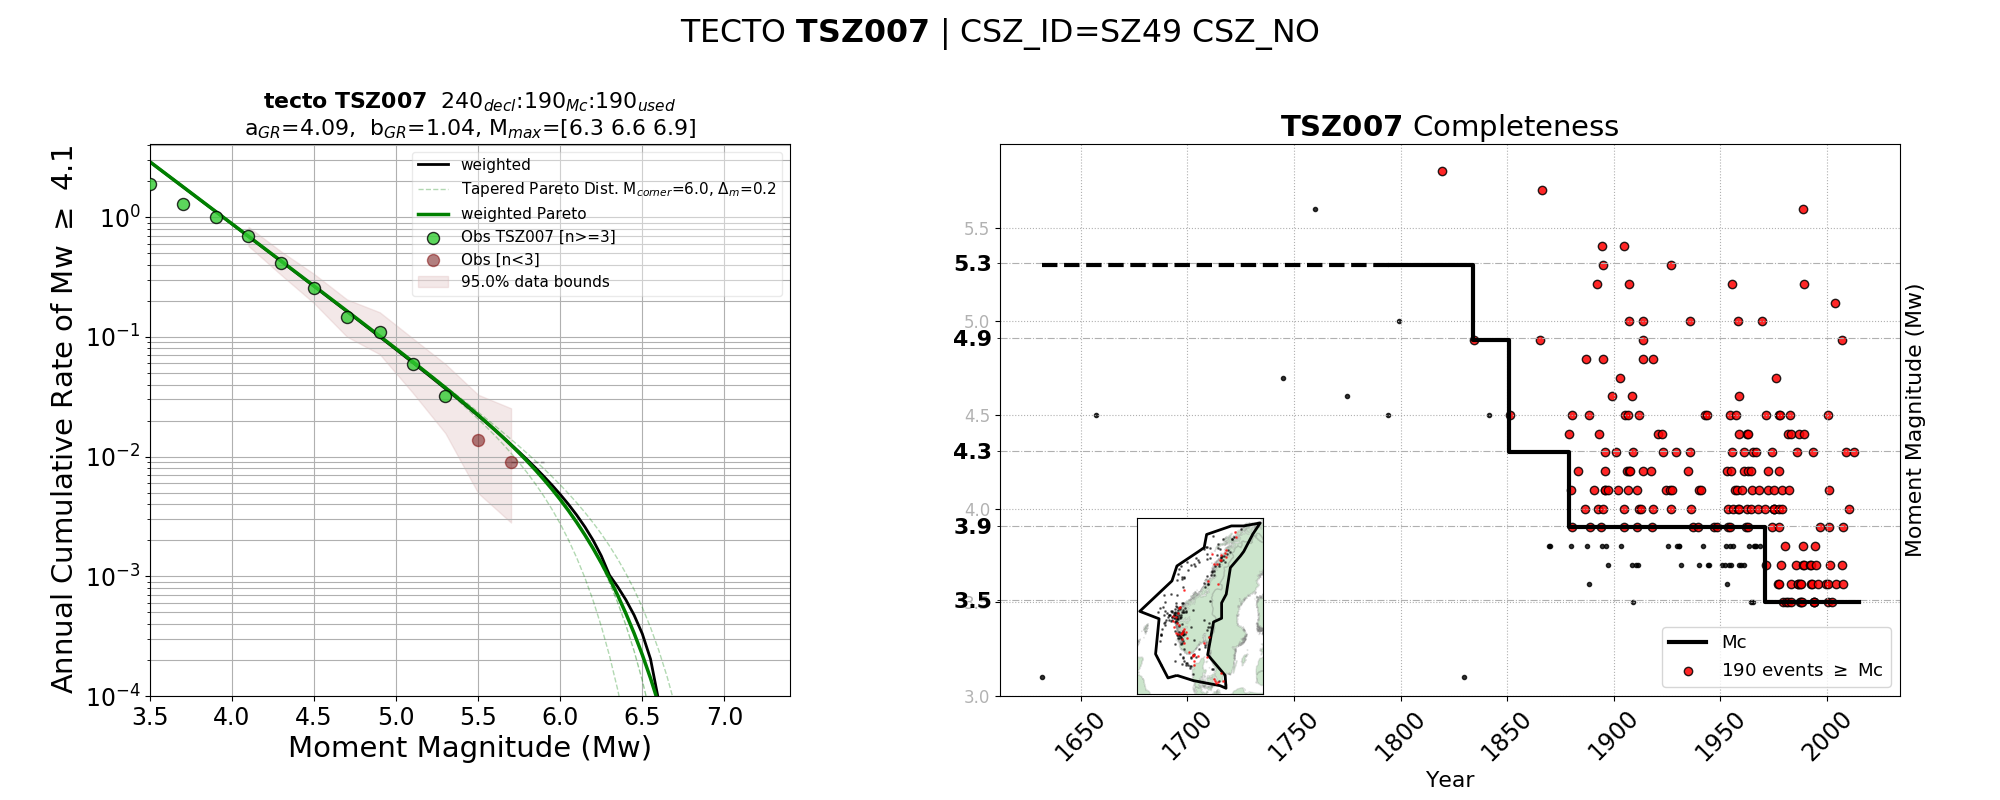 TECTO TSZ007 | CSZ_ID=SZ49 CSZ_NO
tecto TSZ007 240decl:190Mc:190used
aGR=4.09, bGR=1.04, Mmax=[6.3 6.6 6.9]
Annual Cumulative Rate of Mw ≥ 4.1
10^0
10^−1
10^−2
10^−3
10^−4
weighted
Tapered Pareto Dist. Mcorner=6.0, Δm=0.2
weighted Pareto
Obs TSZ007 [n>=3]
Obs [n<3]
95.0% data bounds
3.5 4.0 4.5 5.0 5.5 6.0 6.5 7.0
Moment Magnitude (Mw)
TSZ007 Completeness
5.5
5.3
5.0
4.9
4.5
4.3
4.0
3.9
3.5
3.0
Mc
190 events ≥ Mc
1650 1700 1750 1800 1850 1900 1950 2000
Year
Moment Magnitude (Mw)